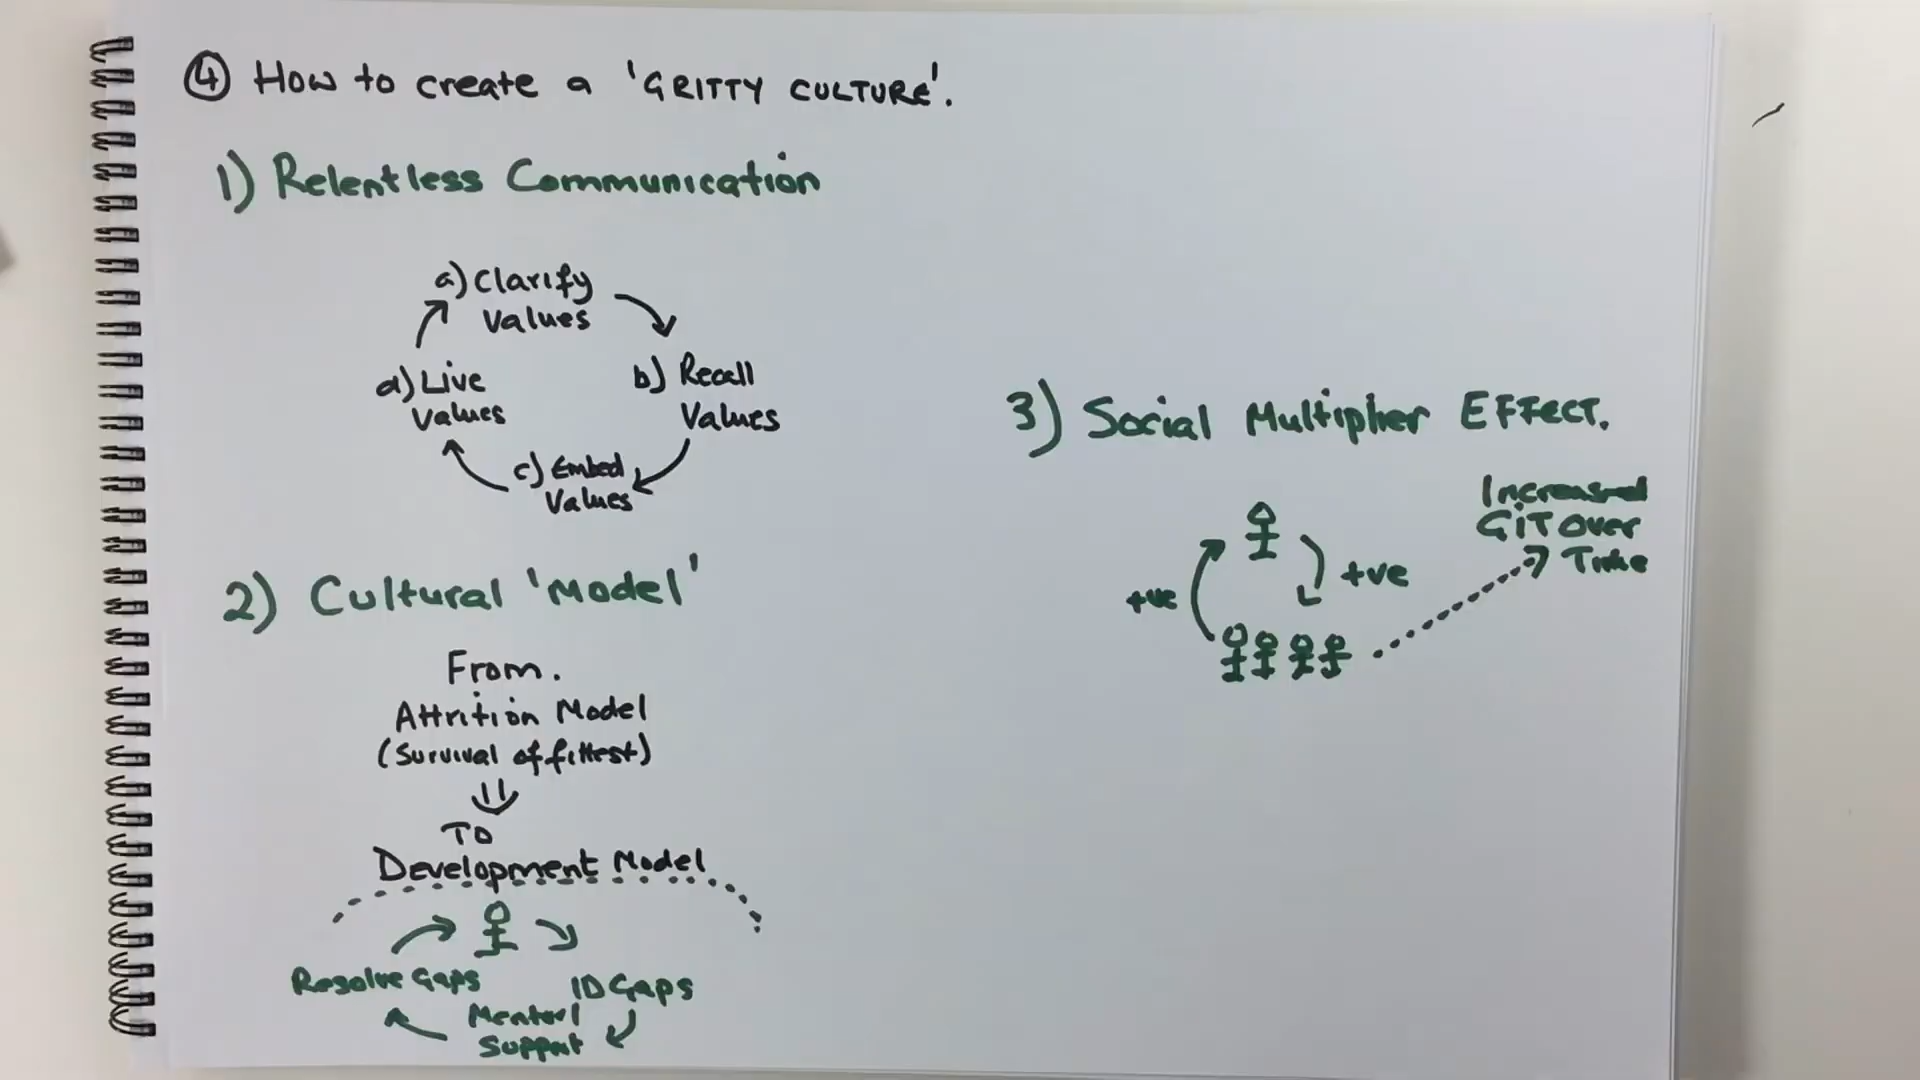 ④ How to create a 'GRITTY CULTURE'.
1) Relentless Communication
a) Clarify
Values
b) Recall
Values
c) Embed
Values
d) Live
Values
2) Cultural 'Model'
From.
Attrition Model
(Survival of fittest)
TO
Development Model
ID Gaps
Mentor/
Support
Resolve Gaps
3) Social Multiplier EFFECT.
+ve
+ve
Increased
GiT Over
Time